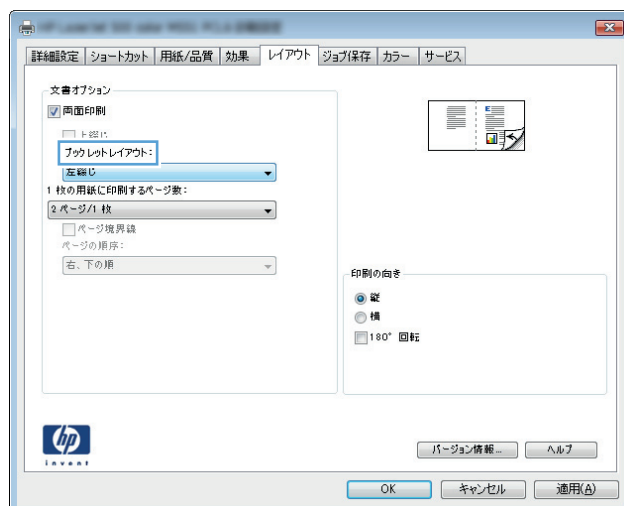 詳細設定 ショートカット 用紙/品質 効果 レイアウト ジョブ保存 カラー サービス
文書オプション
両面印刷
上綴じ
ブックレットレイアウト:
左綴じ
1 枚の用紙に印刷するページ数:
2 ページ/1 枚
ページ境界線
ページの順序:
右、下の順
印刷の向き
縦
横
180° 回転
hp
invent
バージョン情報... ヘルプ
OK キャンセル 適用(A)